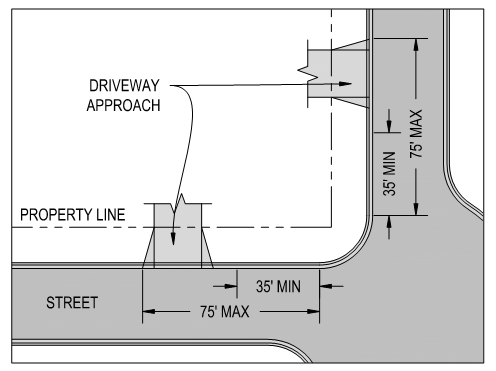 DRIVEWAY
APPROACH
75' MAX
35' MIN
PROPERTY LINE
STREET
35' MIN
75' MAX